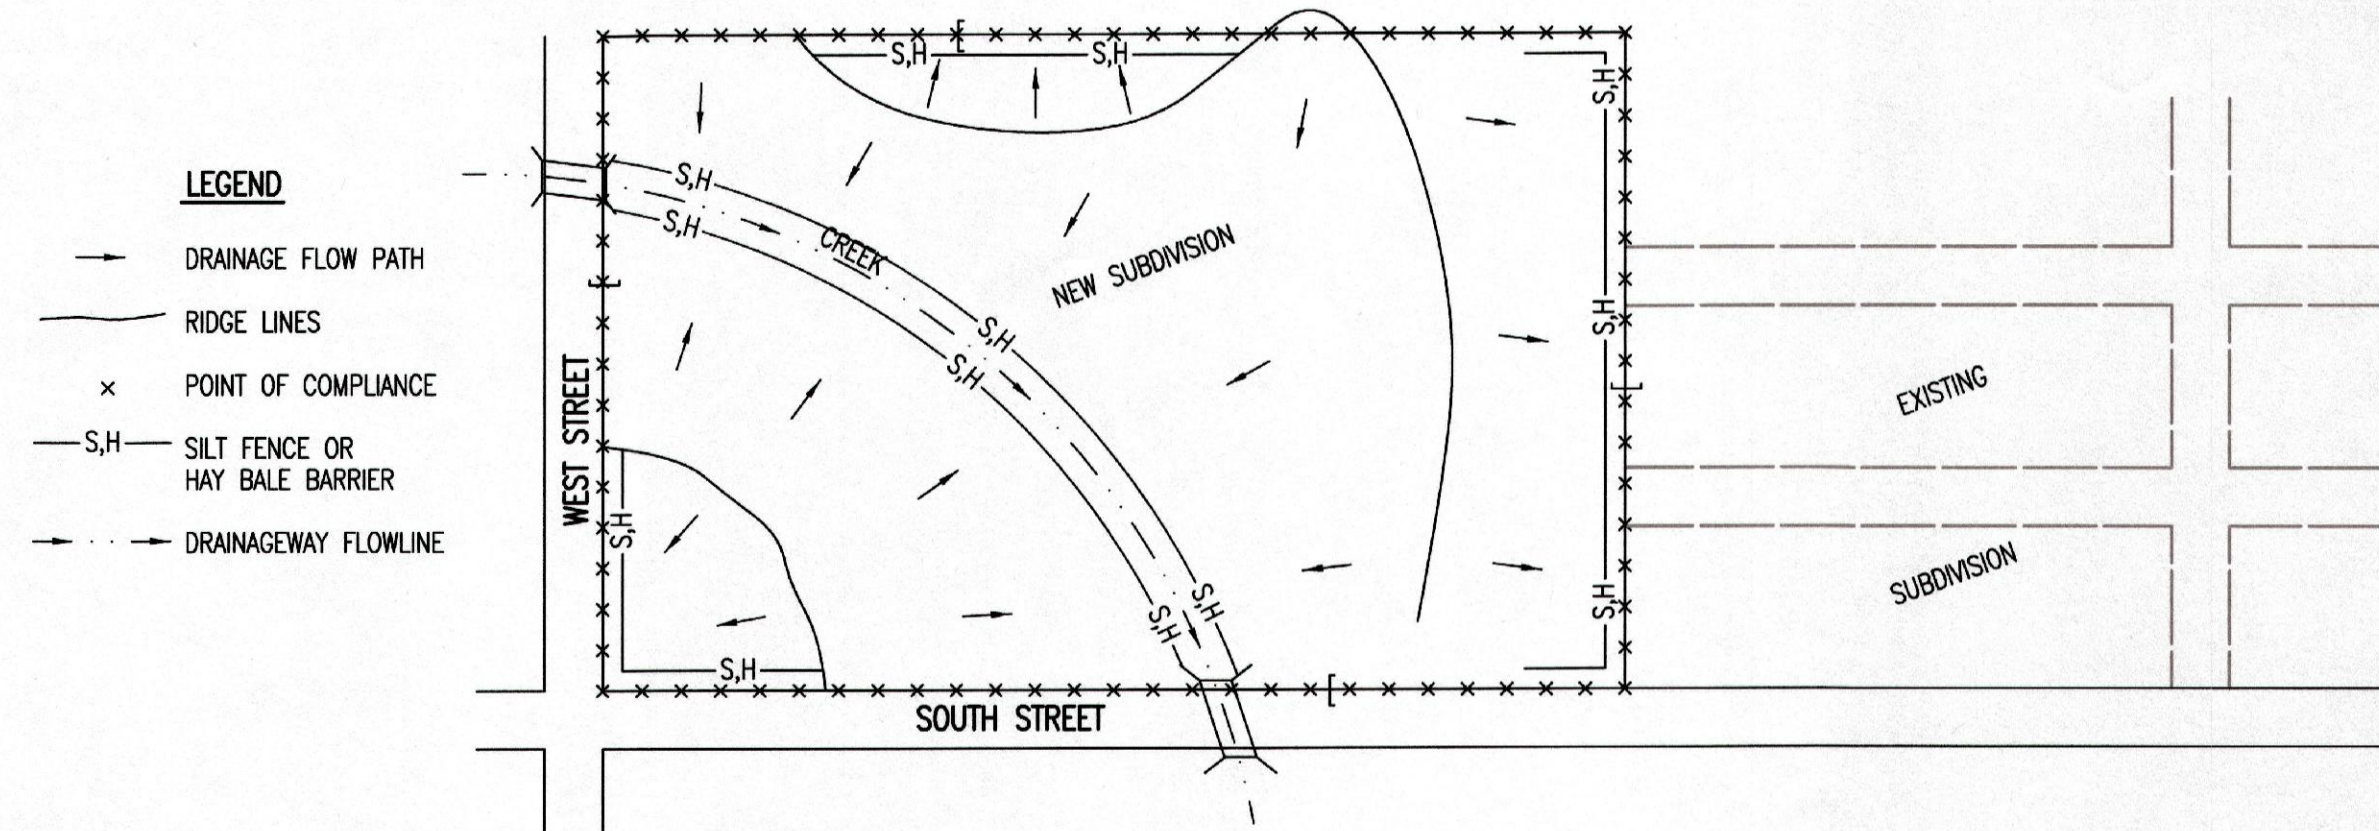 LEGEND
DRAINAGE FLOW PATH
RIDGE LINES
× POINT OF COMPLIANCE
S,H SILT FENCE OR
HAY BALE BARRIER
DRAINAGEWAY FLOWLINE
S,H S,H
S,H
S,H
S,H
CREEK
NEW SUBDIVISION
S,H
S,H
S,H
WEST STREET
EXISTING
S,H
SUBDIVISION
S,H
S,H
S,H
S,H
SOUTH STREET